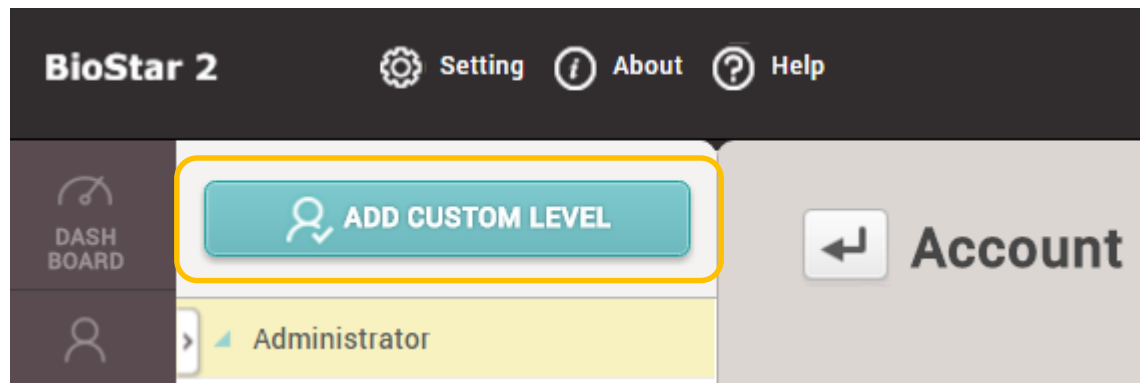 BioStar 2
Setting
About
Help
DASH
BOARD
ADD CUSTOM LEVEL
Account
Administrator